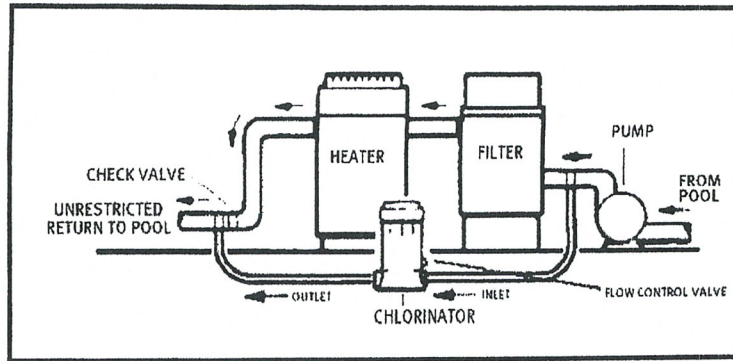 PUMP
HEATER
FILTER
CHECK VALVE
FROM
POOL
UNRESTRICTED
RETURN TO POOL
OUTLET
INLET
FLOW CONTROL VALVE
CHLORINATOR